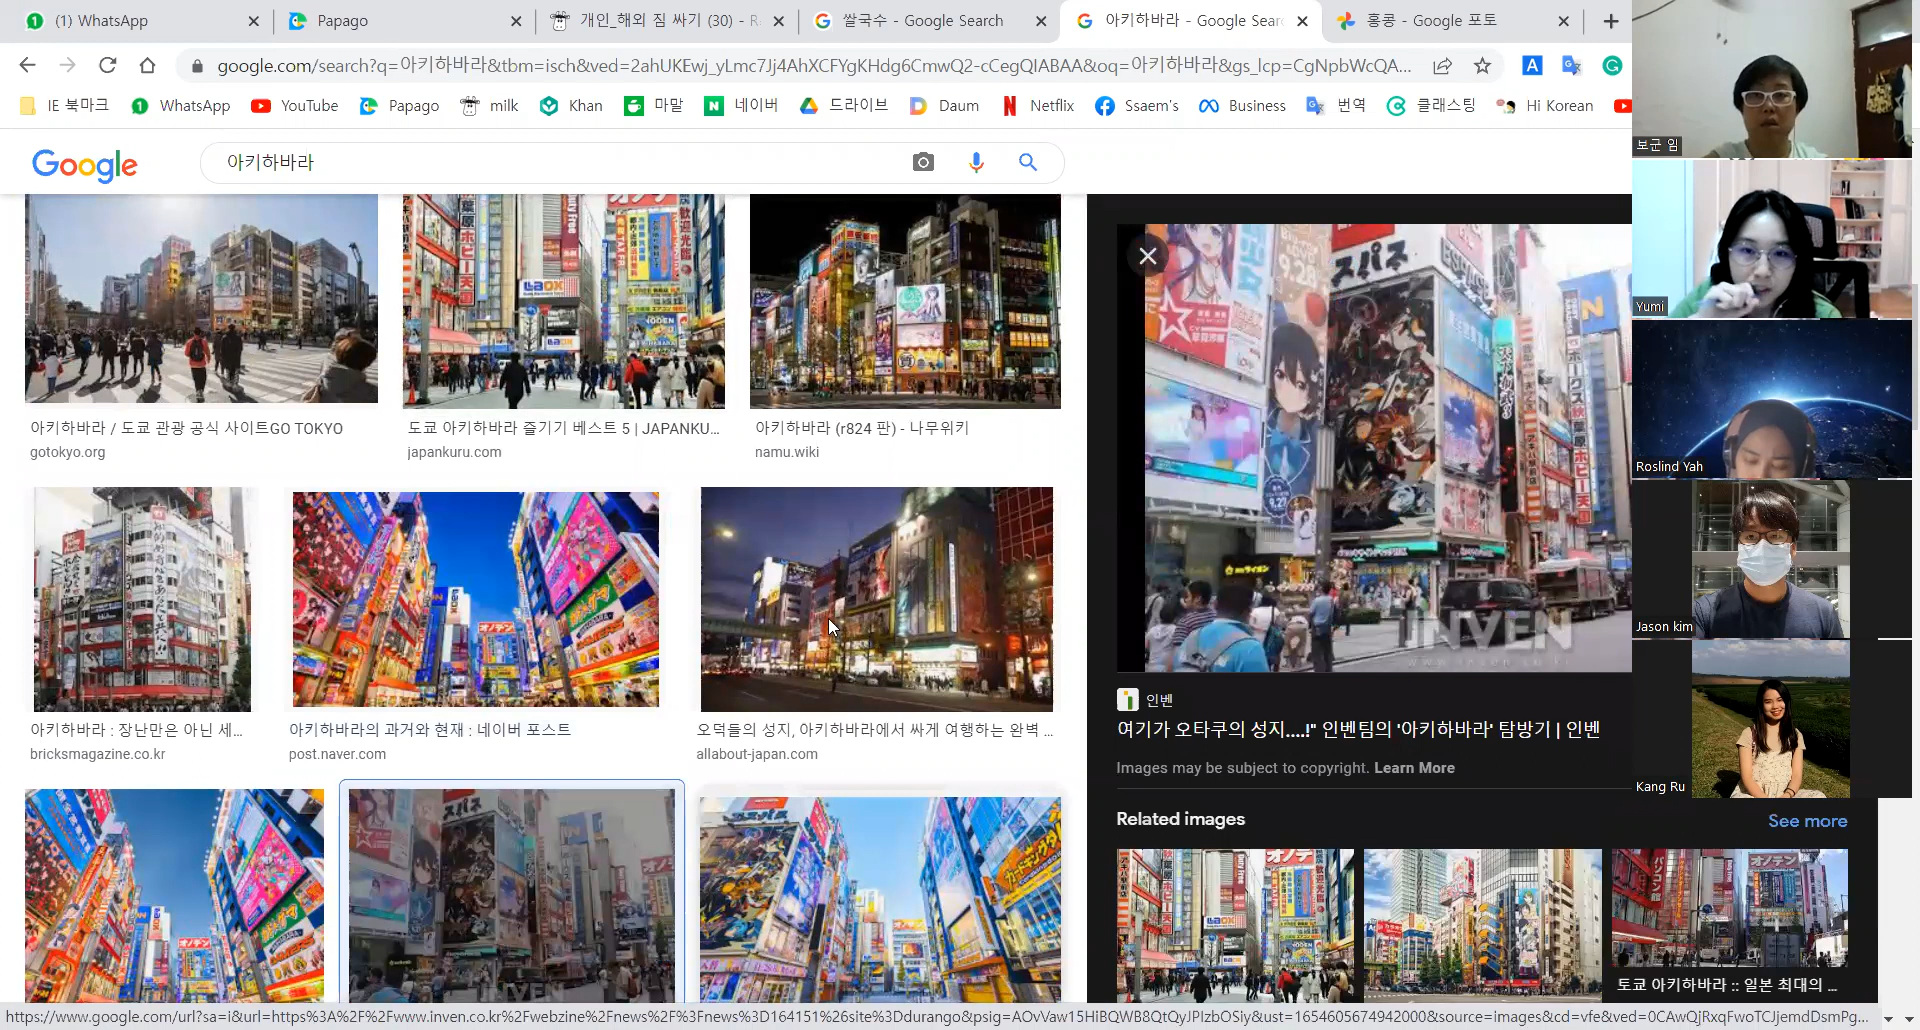 (1) WhatsApp
Papago
개인_해외 짐 싸기 (30) - R
쌀국수 - Google Search
아키하바라 - Google Sear
홍콩 - Google 포토
google.com/search?q=아키하바라&tbm=isch&ved=2ahUKEwj_yLmc7Jj4AhXCFYgKHdg6CmwQ2-cCegQIABAA&oq=아키하바라&gs_lcp=CgNpbWcQA...
IE 북마크
WhatsApp
YouTube
Papago
milk
Khan
마말
네이버
드라이브
Daum
Netflix
Ssaem's
Business
번역
클래스팅
Hi Korean
Google
아키하바라
보군 임
Yumi
Roslind Yah
Jason kim
Kang Ru
아키하바라 / 도쿄 관광 공식 사이트GO TOKYO
gotokyo.org
도쿄 아키하바라 즐기기 베스트 5 | JAPANKU...
japankuru.com
아키하바라 (r824 판) - 나무위키
namu.wiki
아키하바라 : 장난만은 아닌 세...
bricksmagazine.co.kr
아키하바라의 과거와 현재 : 네이버 포스트
post.naver.com
오덕들의 성지, 아키하바라에서 싸게 여행하는 완벽 ...
allabout-japan.com
INVEN
인벤
여기가 오타쿠의 성지....!" 인벤팀의 '아키하바라' 탐방기 | 인벤
Images may be subject to copyright. Learn More
Related images
See more
토쿄 아키하바라 :: 일본 최대의 ...
https://www.google.com/url?sa=i&url=https%3A%2F%2Fwww.inven.co.kr%2Fwebzine%2Fnews%2F%3Fnews%3D164151%26site%3Ddurango&psig=AOvVaw15HiBQWB8QtQyJPIzbOSiy&ust=1654605674942000&source=images&cd=vfe&ved=0CAwQjRxqFwoTCJjemdDsmPg...